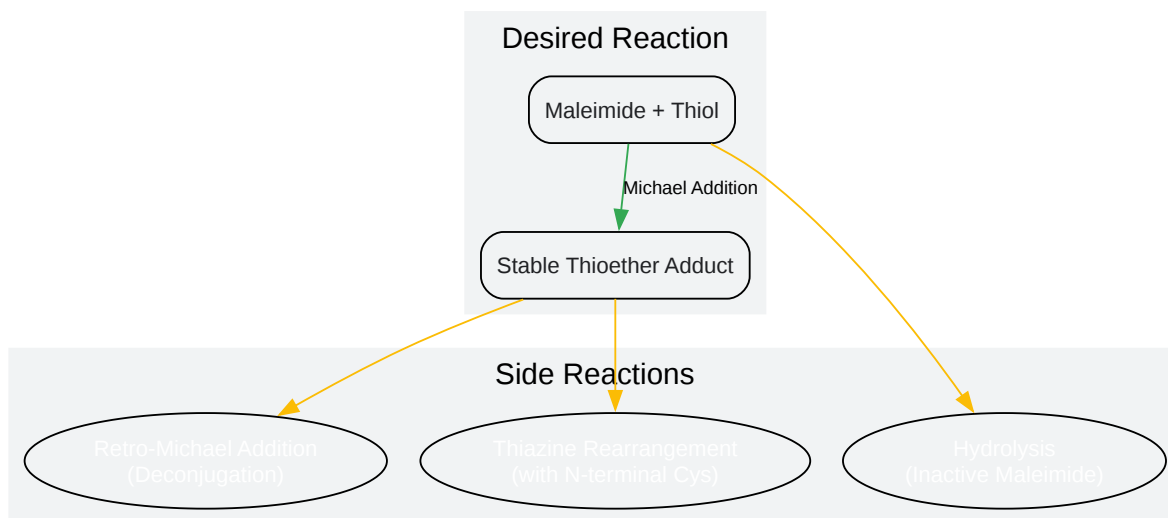 Desired Reaction
Maleimide + Thiol
Michael Addition
Stable Thioether Adduct
Side Reactions
Retro-Michael Addition
(Deconjugation)
Thiazine Rearrangement
(with N-terminal Cys)
Hydrolysis
(Inactive Maleimide)